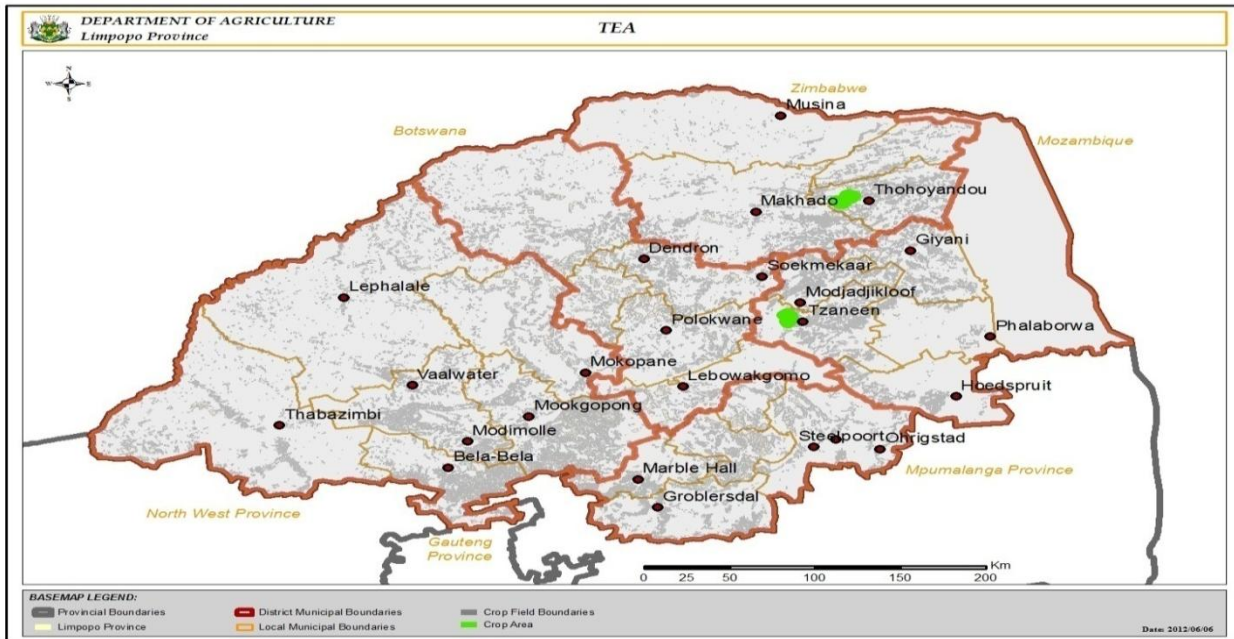 DEPARTMENT OF AGRICULTURE
Limpopo Province
TEA
N
W E
S
Zimbabwe
Musina
Botswana
Mozambique
Thohoyandou
Makhado
Giyani
Dendron
Soekmekaar
Lephalale
Modjadjikloof
Tzaneen
Polokwane
Phalaborwa
Mokopane
Vaalwater
Lebowakgomo
Hoedspruit
Mookgopong
Thabazimbi
Modimolle
Steelpoort
Ohrigstad
Bela-Bela
Mpumalanga Province
Marble Hall
Groblersdal
North West Province
Gauteng
Province
Km
0 25 50 100 150 200
BASEMAP LEGEND:
Provincial Boundaries
District Municipal Boundaries
Crop Field Boundaries
Limpopo Province
Local Municipal Boundaries
Crop Area
Date: 2012/06/06